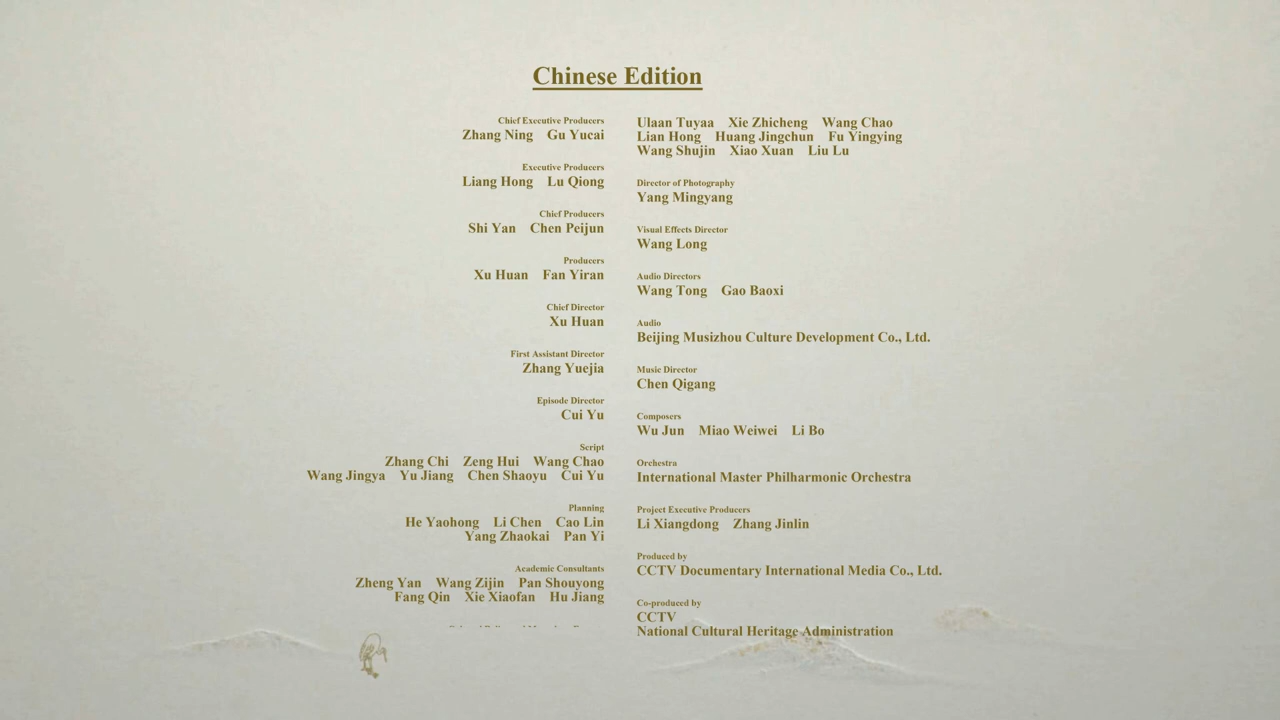 Chinese Edition
Chief Executive Producers
Zhang Ning Gu Yucai
Executive Producers
Liang Hong Lu Qiong
Chief Producers
Shi Yan Chen Peijun
Producers
Xu Huan Fan Yiran
Chief Director
Xu Huan
First Assistant Director
Zhang Yuejia
Episode Director
Cui Yu
Script
Zhang Chi Zeng Hui Wang Chao
Wang Jingya Yu Jiang Chen Shaoyu Cui Yu
Planning
He Yaohong Li Chen Cao Lin
Yang Zhaokai Pan Yi
Academic Consultants
Zheng Yan Wang Zijin Pan Shouyong
Fang Qin Xie Xiaofan Hu Jiang
Ulaan Tuyaa Xie Zhicheng Wang Chao
Lian Hong Huang Jingchun Fu Yingying
Wang Shujin Xiao Xuan Liu Lu
Director of Photography
Yang Mingyang
Visual Effects Director
Wang Long
Audio Directors
Wang Tong Gao Baoxi
Audio
Beijing Musizhou Culture Development Co., Ltd.
Music Director
Chen Qigang
Composers
Wu Jun Miao Weiwei Li Bo
Orchestra
International Master Philharmonic Orchestra
Project Executive Producers
Li Xiangdong Zhang Jinlin
Produced by
CCTV Documentary International Media Co., Ltd.
Co-produced by
CCTV
National Cultural Heritage Administration